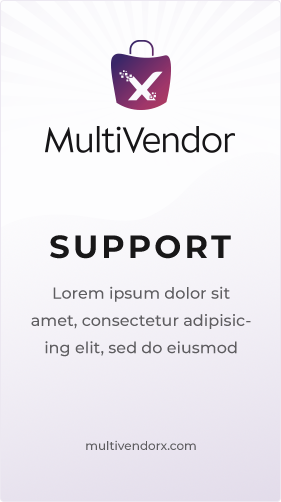 MultiVendor
SUPPORT
Lorem ipsum dolor sit
amet, consectetur adipisic-
ing elit, sed do eiusmod
multivendorx.com